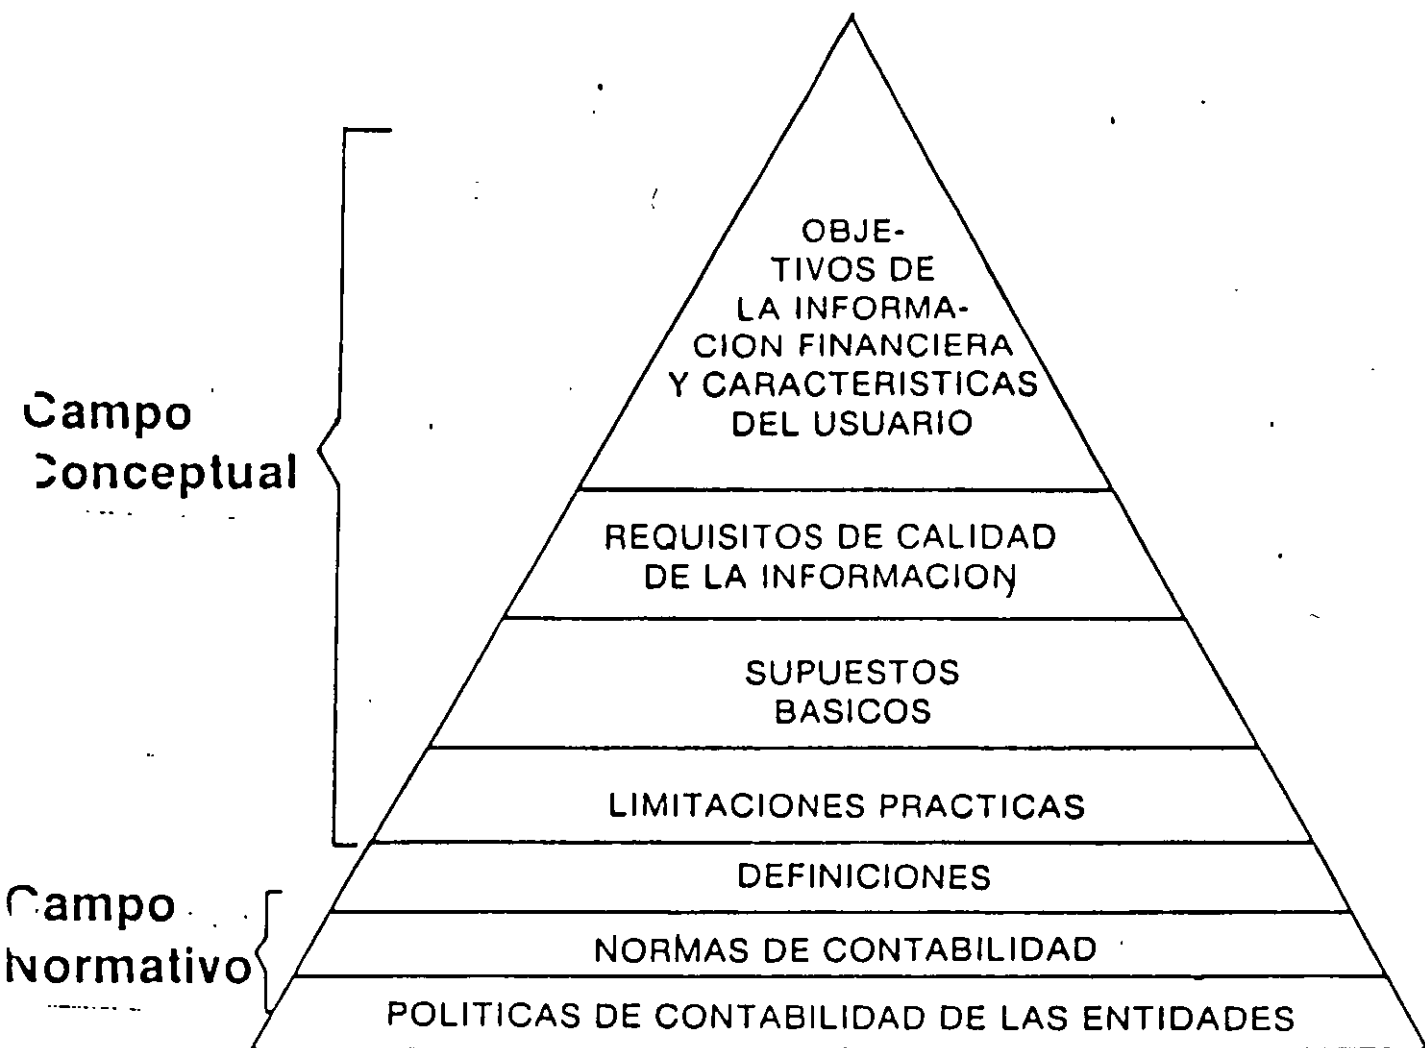 OBJE-
TIVOS DE
LA INFORMA-
CION FINANCIERA
Y CARACTERISTICAS
DEL USUARIO
Campo
Conceptual
REQUISITOS DE CALIDAD
DE LA INFORMACION
SUPUESTOS
BASICOS
LIMITACIONES PRACTICAS
DEFINICIONES
Campo
Normativo
NORMAS DE CONTABILIDAD
POLITICAS DE CONTABILIDAD DE LAS ENTIDADES